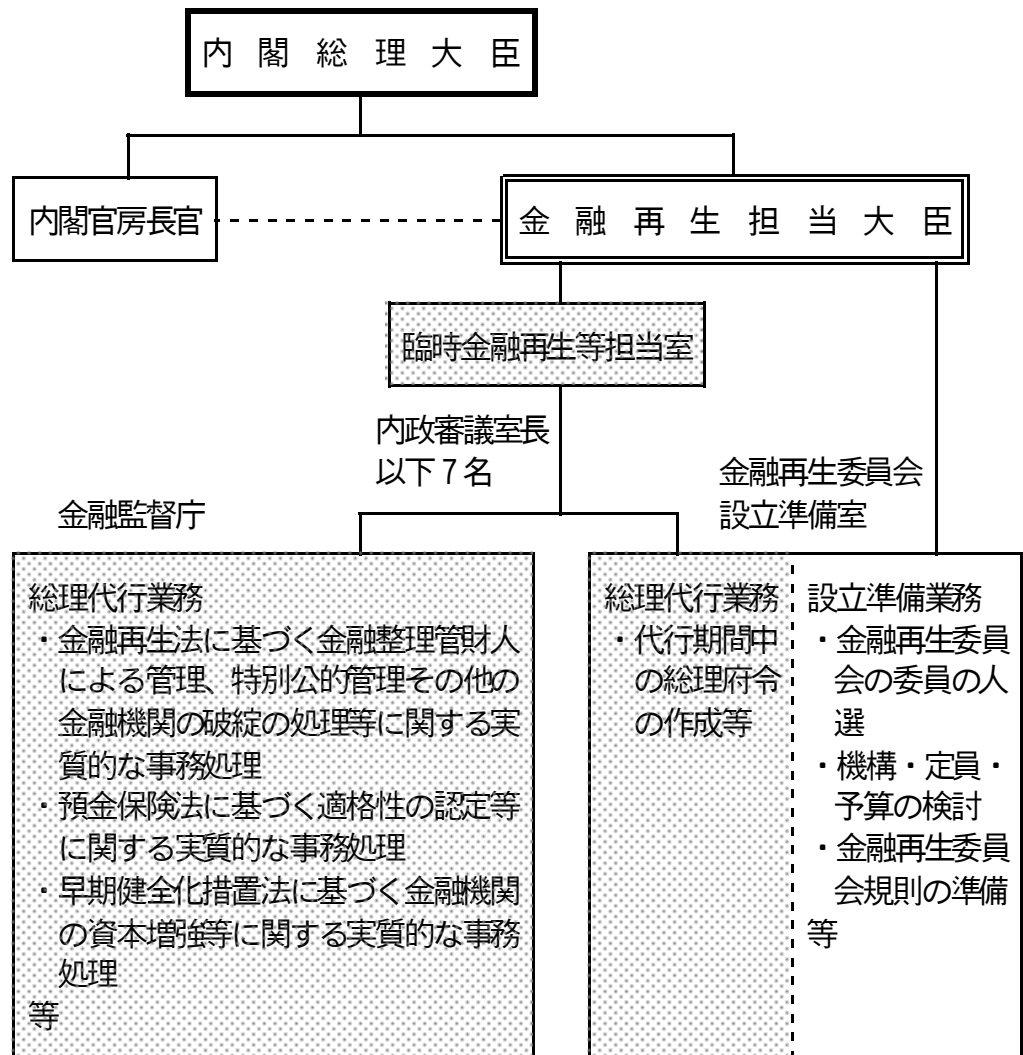 内閣総理大臣
内閣官房長官
金融再生担当大臣
臨時金融再生等担当室
内政審議室長
以下7名
金融監督庁
金融再生委員会
設立準備室
総理代行業務
・金融再生法に基づく金融整理管財人
による管理、特別公的管理その他の
金融機関の破綻の処理等に関する実
質的な事務処理
・預金保険法に基づく適格性の認定等
に関する実質的な事務処理
・早期健全化措置法に基づく金融機関
の資本増強等に関する実質的な事務
処理
等
総理代行業務
・代行期間中
の総理府令
の作成等
設立準備業務
・金融再生委員
会の委員の人
選
・機構・定員・
予算の検討
・金融再生委員
会規則の準備
等